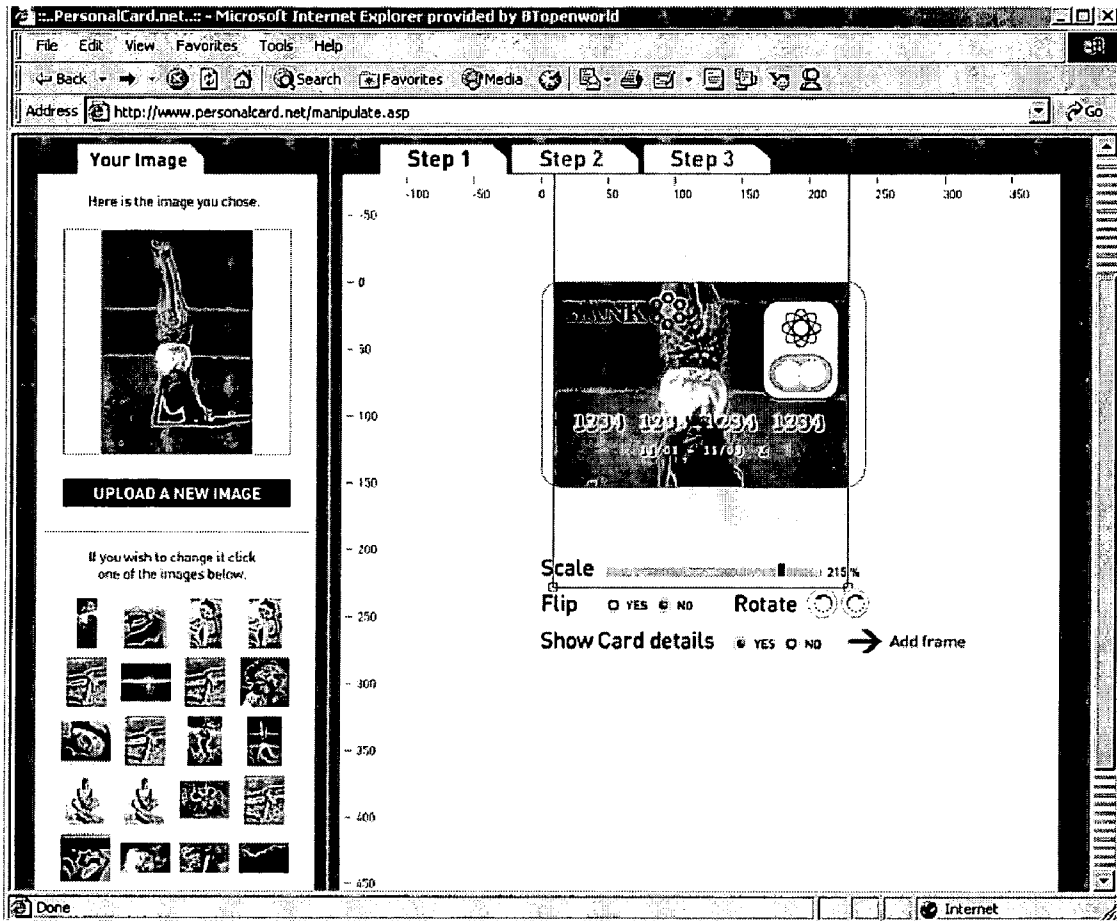 ::..PersonalCard.net..:: - Microsoft Internet Explorer provided by BTopenworld
File Edit View Favorites Tools Help
Back Search Favorites Media
Address http://www.personalcard.net/manipulate.asp Go
Your Image Step 1 Step 2 Step 3
-100 -50 0 50 100 150 200 250 300 350
Here is the image you chose.
- -50
- 0
BANK
- 50
- 100
1234 1234 1234 1234
11/01 - 11/03
- 150
UPLOAD A NEW IMAGE
- 200
If you wish to change it click
one of the images below.
Scale 215 %
Flip YES NO Rotate
- 250
Show Card details YES NO Add frame
- 300
- 350
- 400
- 450
Done Internet